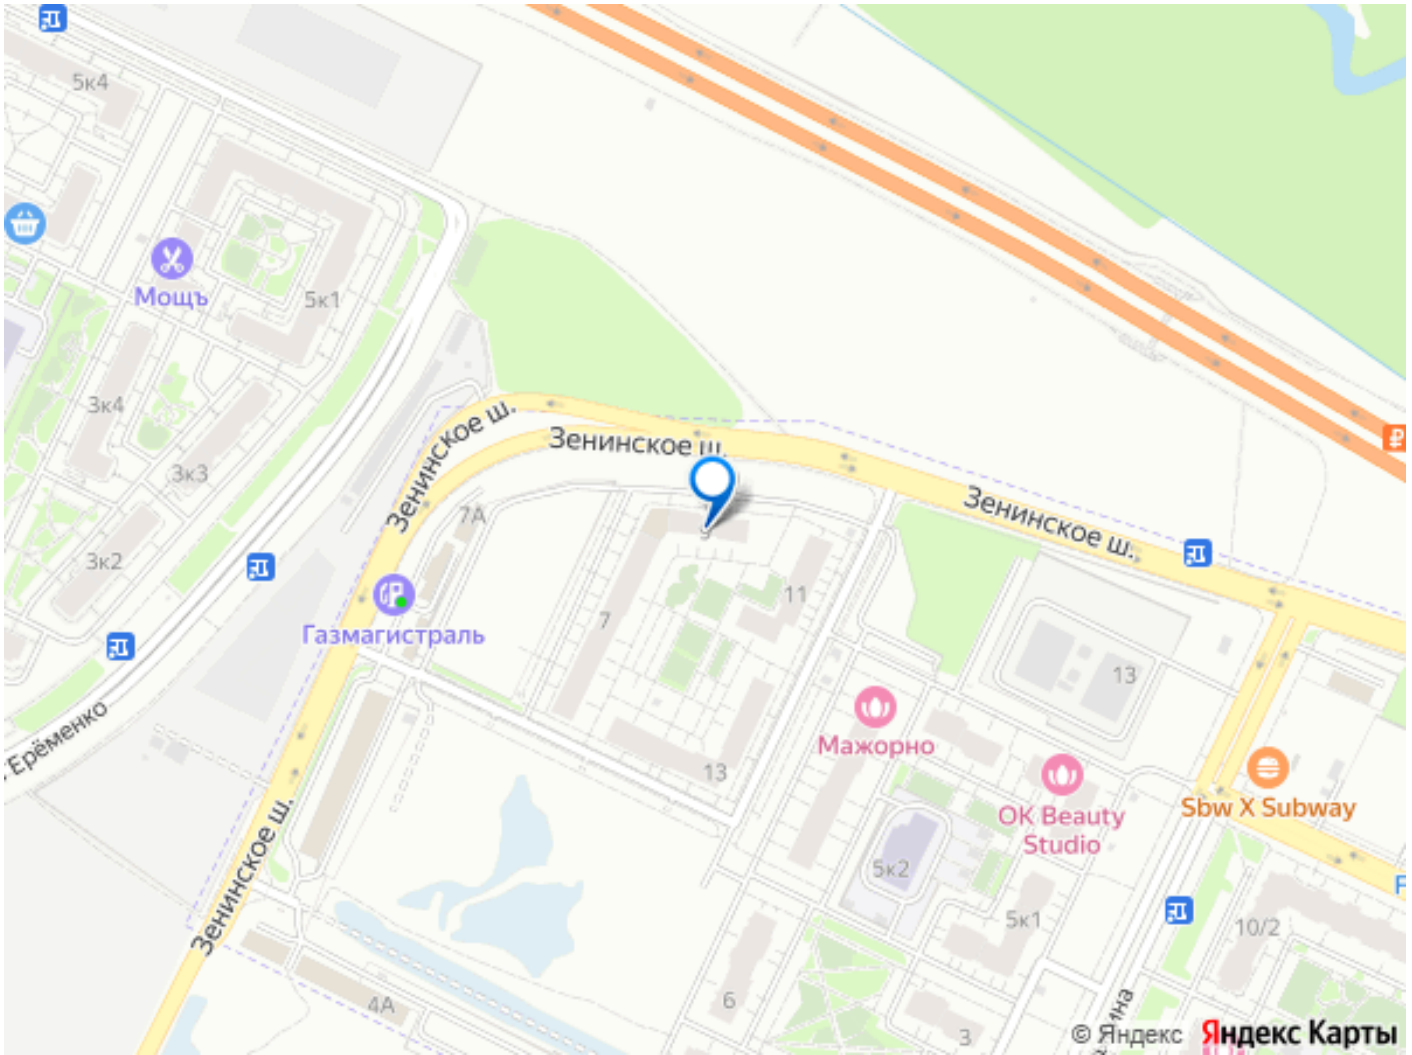 5к4
Мощъ
5к1
3к4
3к3
3к2
Зенинское ш.
Зенинское ш.
Зенинское ш.
7А
Газмагистраль
7
11
13
Мажорно
13
OK Beauty
Studio
Sbw X Subway
Ерёменко
Зенинское ш.
5к2
5к1
10/2
F
4А
6
3
© Яндекс
Яндекс Карты